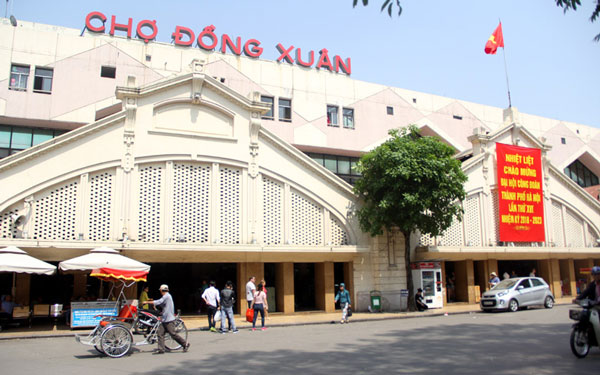 CHỢ ĐỒNG XUÂN
NHIỆT LIỆT
CHÀO MỪNG
ĐẠI HỘI CÔNG ĐOÀN
THÀNH PHỐ HÀ NỘI
LẦN THỨ XVI
NHIỆM KỲ 2018 - 2023